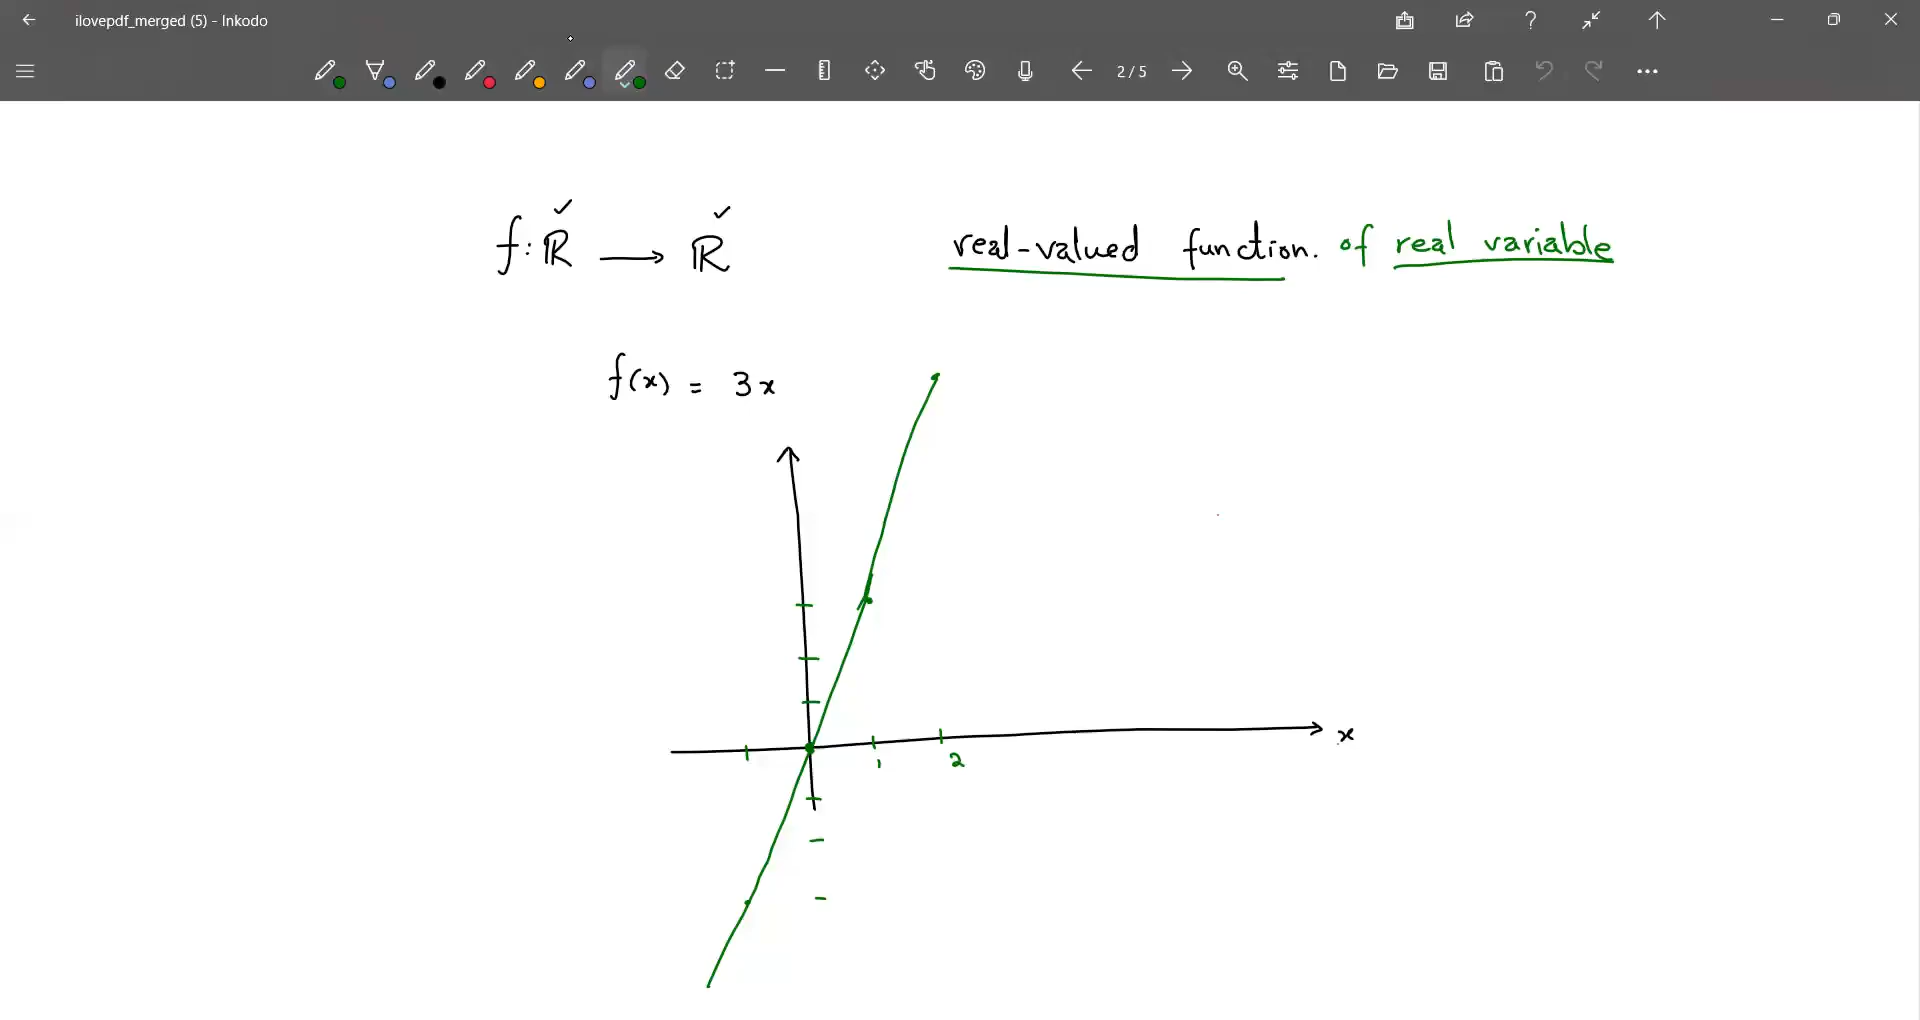 ilovepdf_merged (5) - Inkodo
2 / 5
f: ℝ ⟶ ℝ real-valued function. of real variable
f(x) = 3x
x
1 2